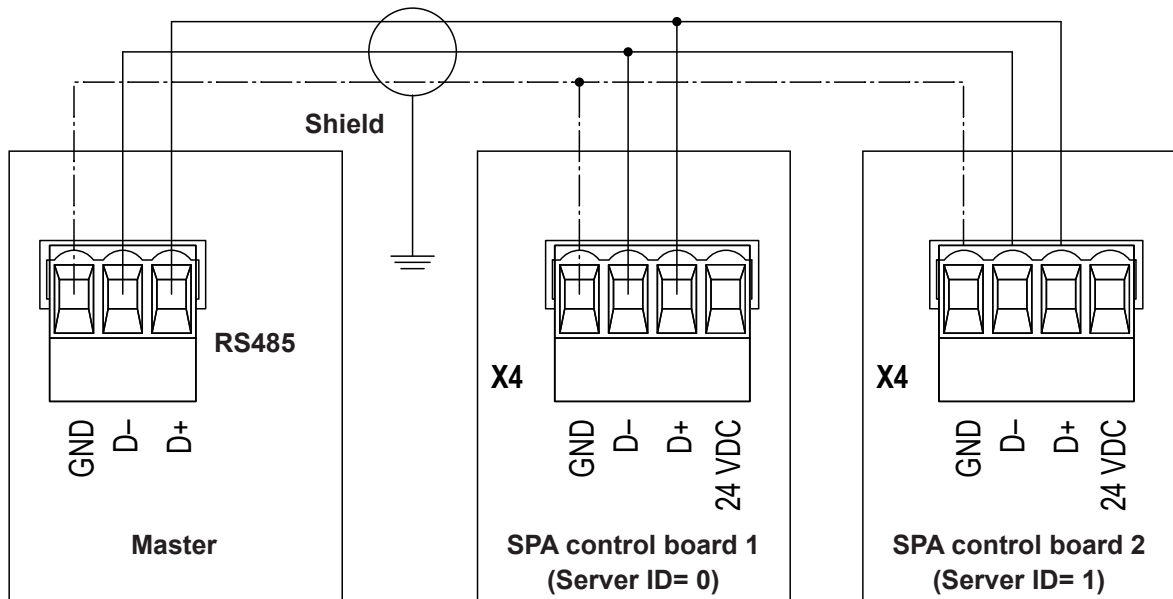 Shield
RS485
GND
D–
D+
Master
X4
GND
D–
D+
24 VDC
SPA control board 1
(Server ID= 0)
X4
GND
D–
D+
24 VDC
SPA control board 2
(Server ID= 1)